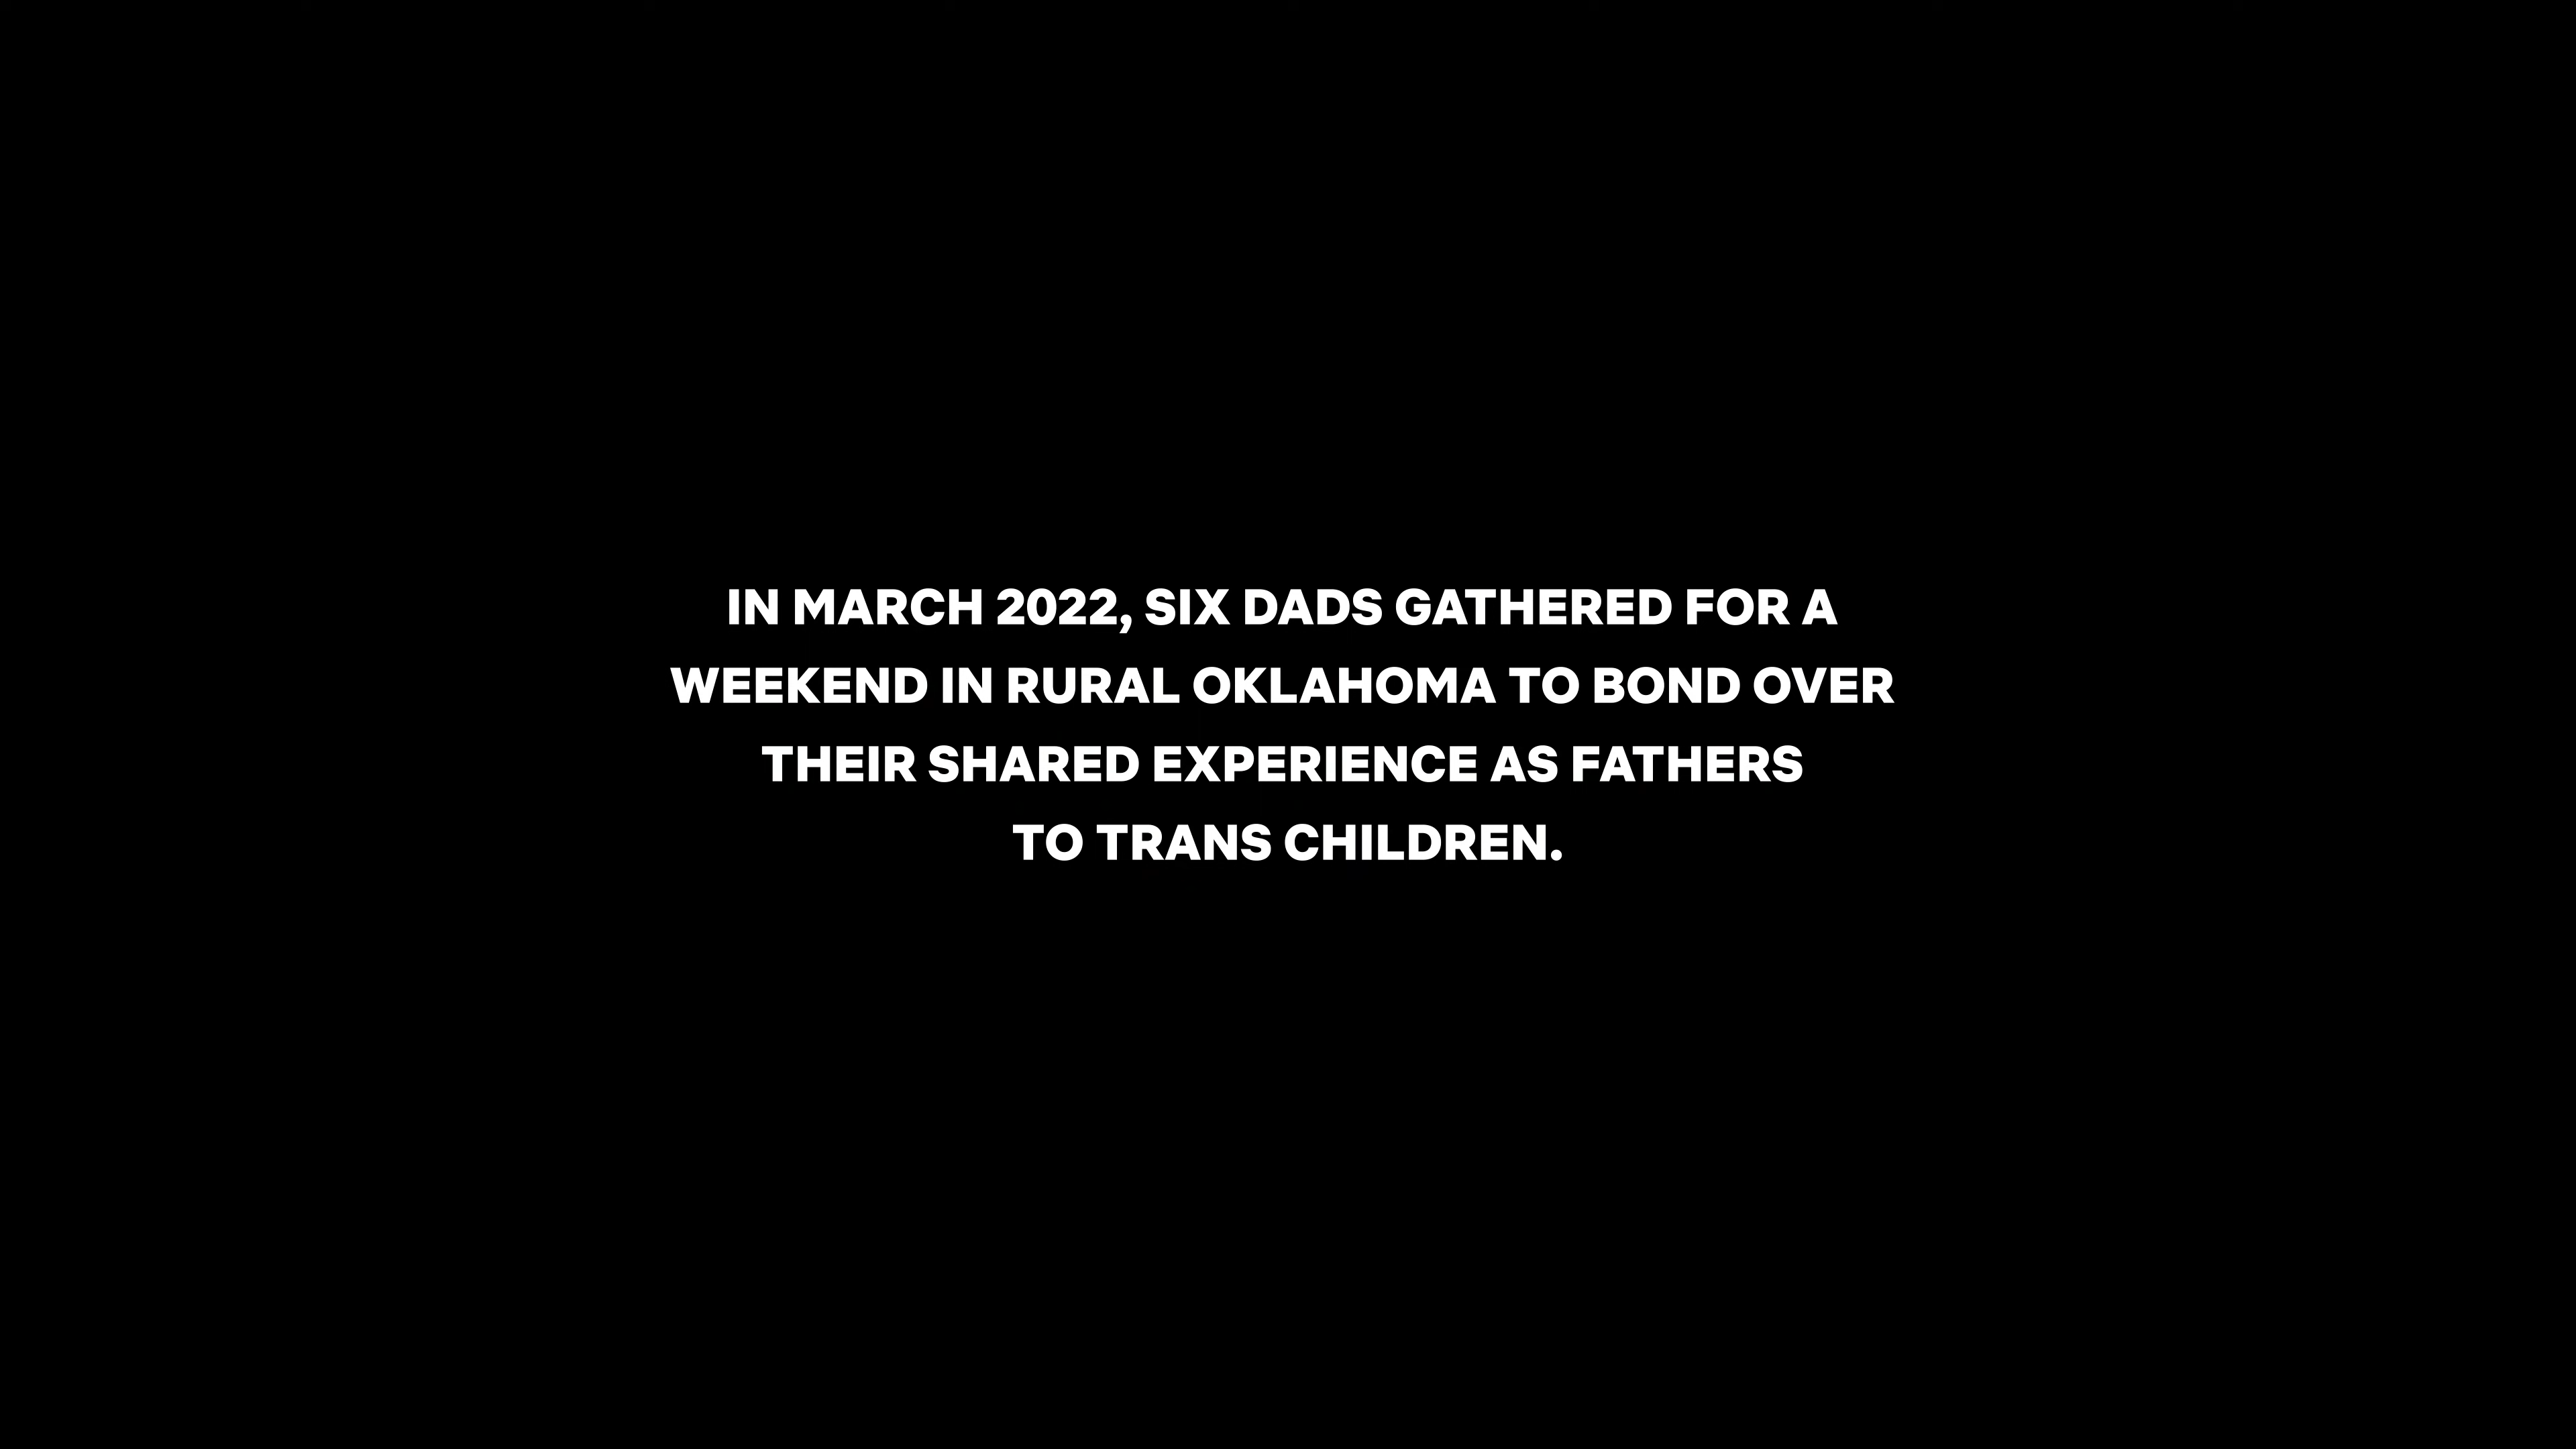 IN MARCH 2022, SIX DADS GATHERED FOR A
WEEKEND IN RURAL OKLAHOMA TO BOND OVER
THEIR SHARED EXPERIENCE AS FATHERS
TO TRANS CHILDREN.